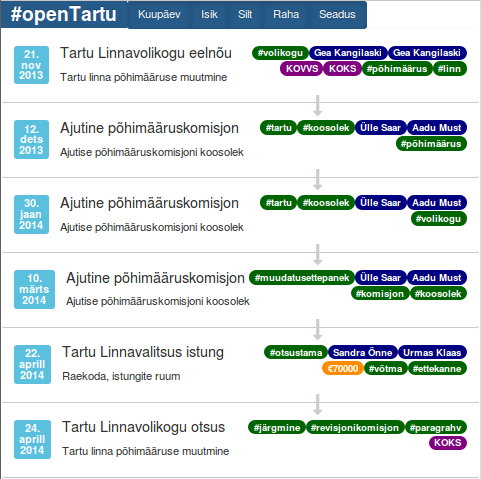 #openTartu Kuupäev Isik Silt Raha Seadus
21. nov 2013
Tartu Linnavolikogu eelnõu
Tartu linna põhimääruse muutmine
#volikogu Gea Kangilaski Gea Kangilaski
KOVVS KOKS #põhimäärus #linn
12. dets 2013
Ajutine põhimääruskomisjon
Ajutise põhimääruskomisjoni koosolek
#tartu #koosolek Ülle Saar Aadu Must
#põhimäärus
30. jaan 2014
Ajutine põhimääruskomisjon
Ajutise põhimääruskomisjoni koosolek
#tartu #koosolek Ülle Saar Aadu Must
#volikogu
10. märts 2014
Ajutine põhimääruskomisjon
Ajutise põhimääruskomisjoni koosolek
#muudatusettepanek Ülle Saar Aadu Must
#komisjon #koosolek
22. aprill 2014
Tartu Linnavalitsus istung
Raekoda, istungite ruum
#otsustama Sandra Õnne Urmas Klaas
€70000 #võtma #ettekanne
24. aprill 2014
Tartu Linnavolikogu otsus
Tartu linna põhimääruse muutmine
#järgmine #revisjonikomisjon #paragrahv
KOKS